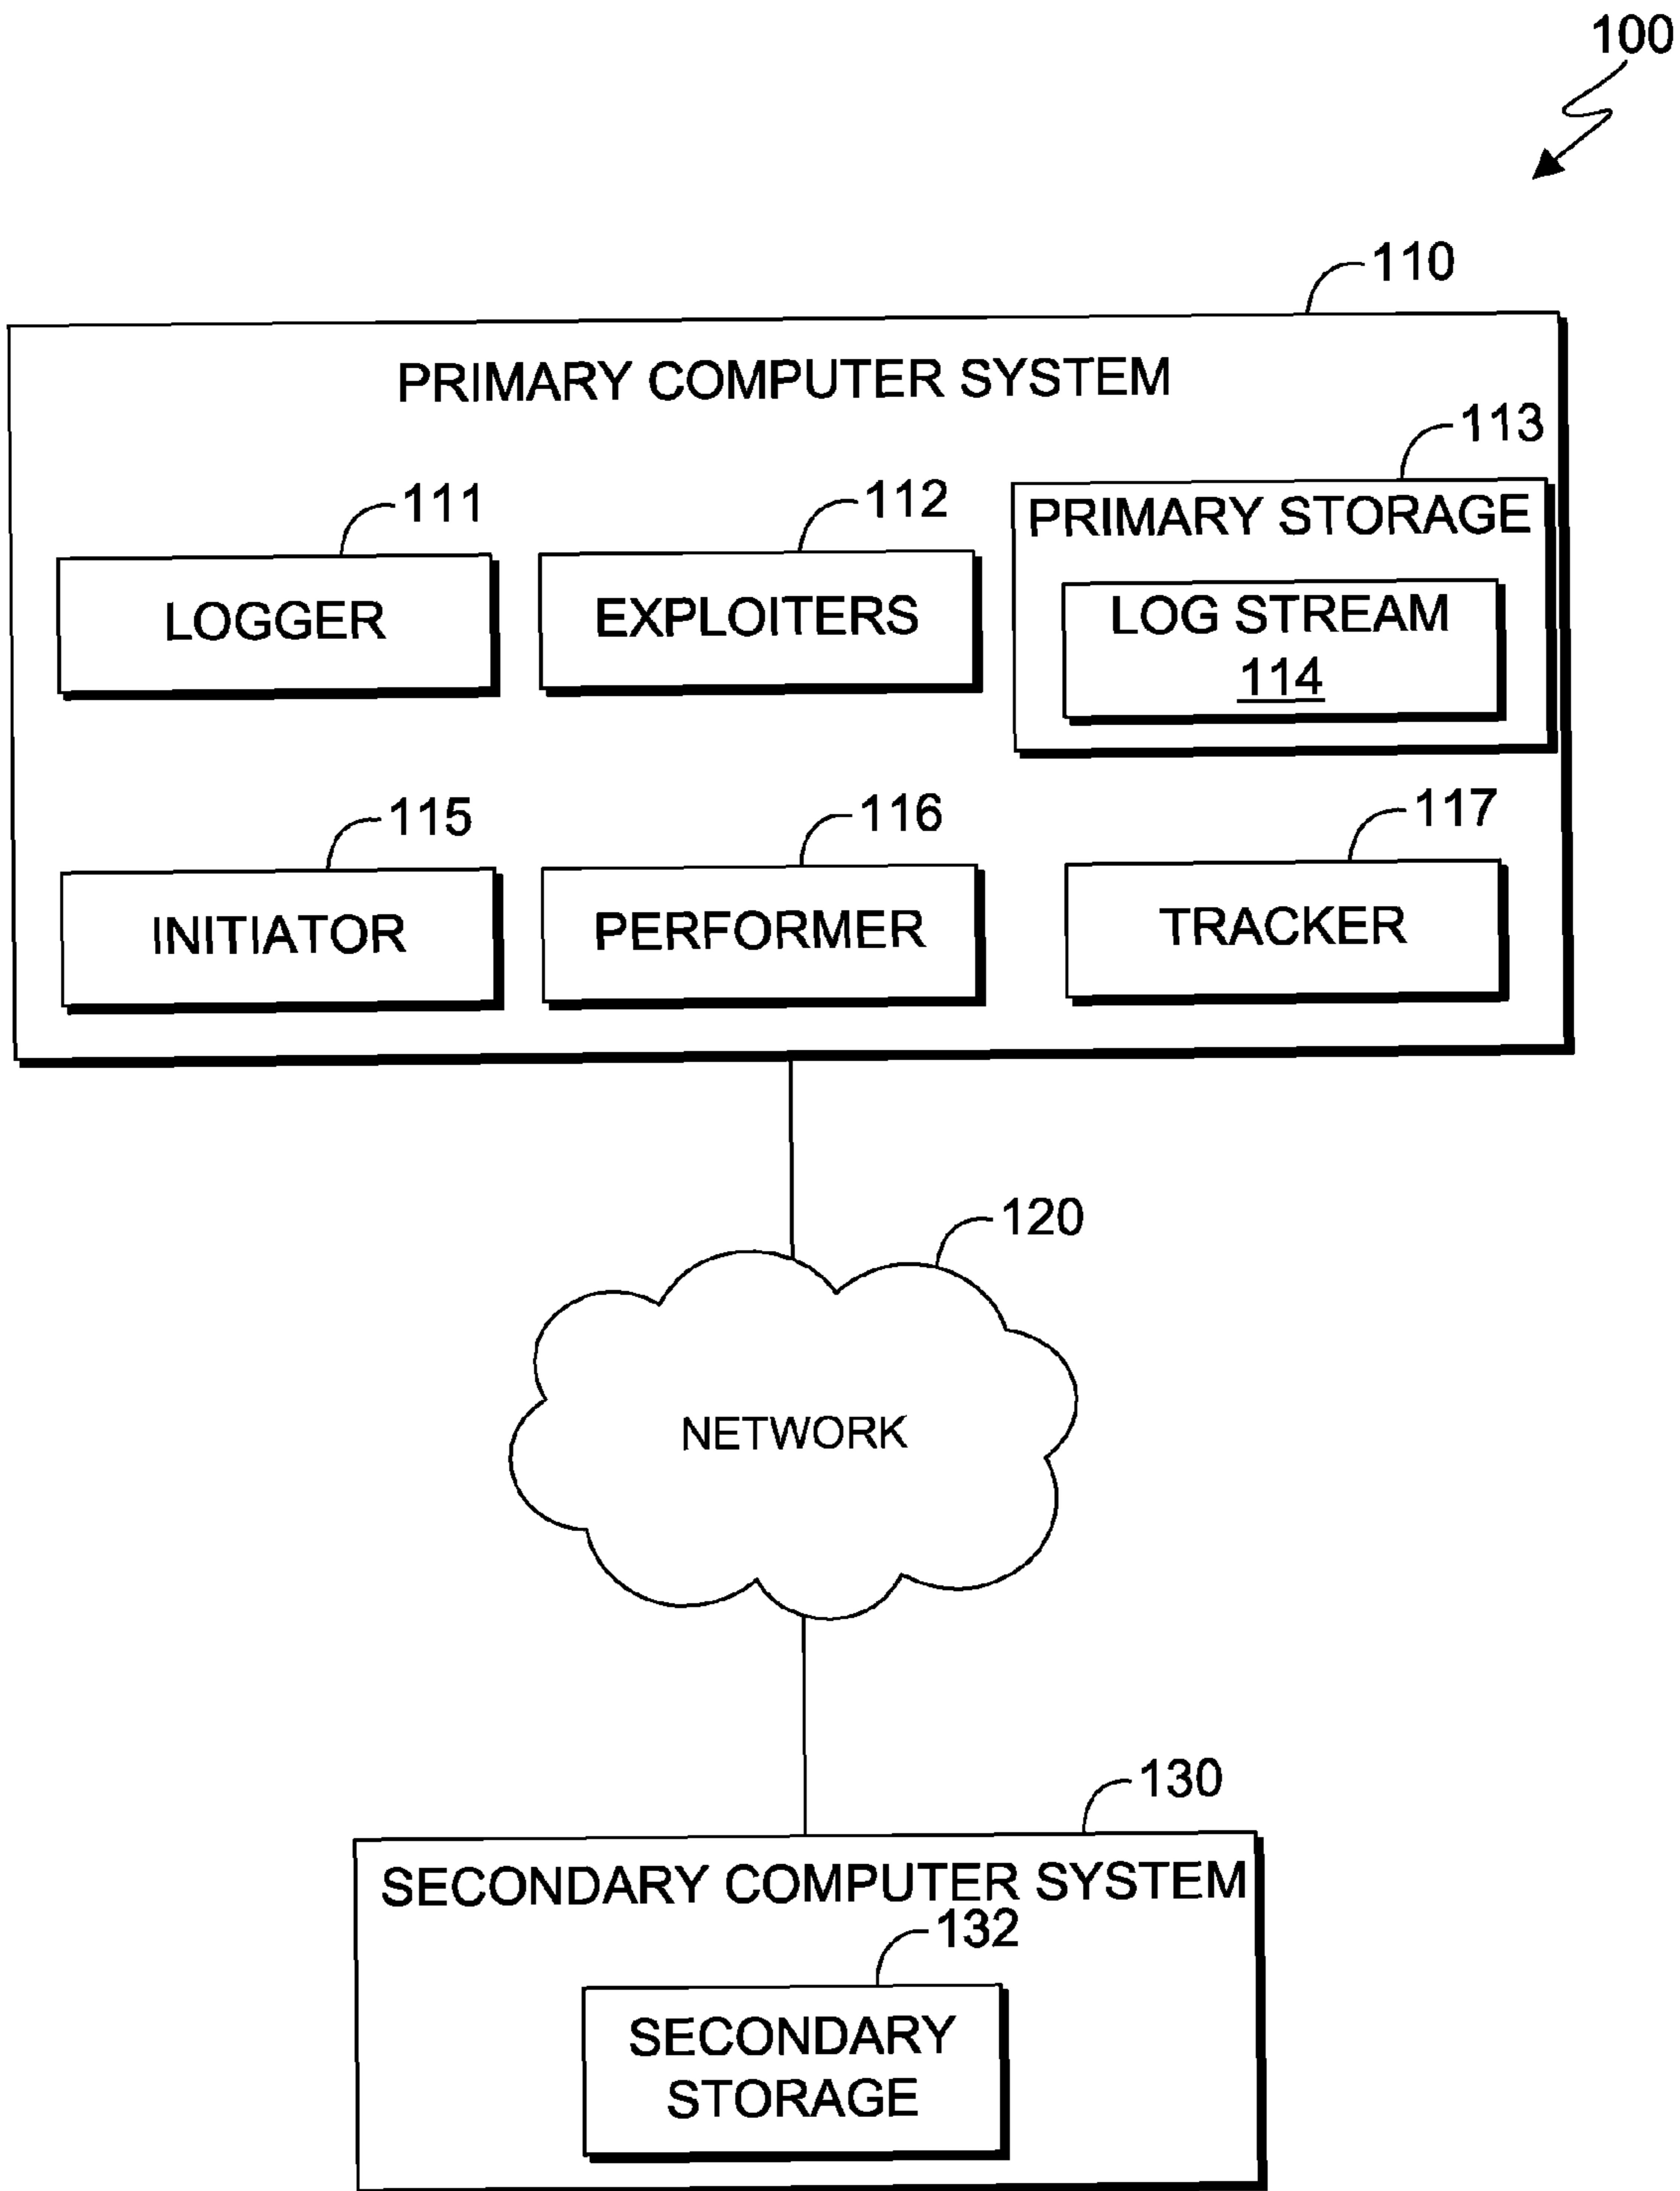 100
110
PRIMARY COMPUTER SYSTEM
113
111
112
PRIMARY STORAGE
LOGGER
EXPLOITERS
LOG STREAM
114
115
116
117
INITIATOR
PERFORMER
TRACKER
120
NETWORK
130
SECONDARY COMPUTER SYSTEM
132
SECONDARY
STORAGE